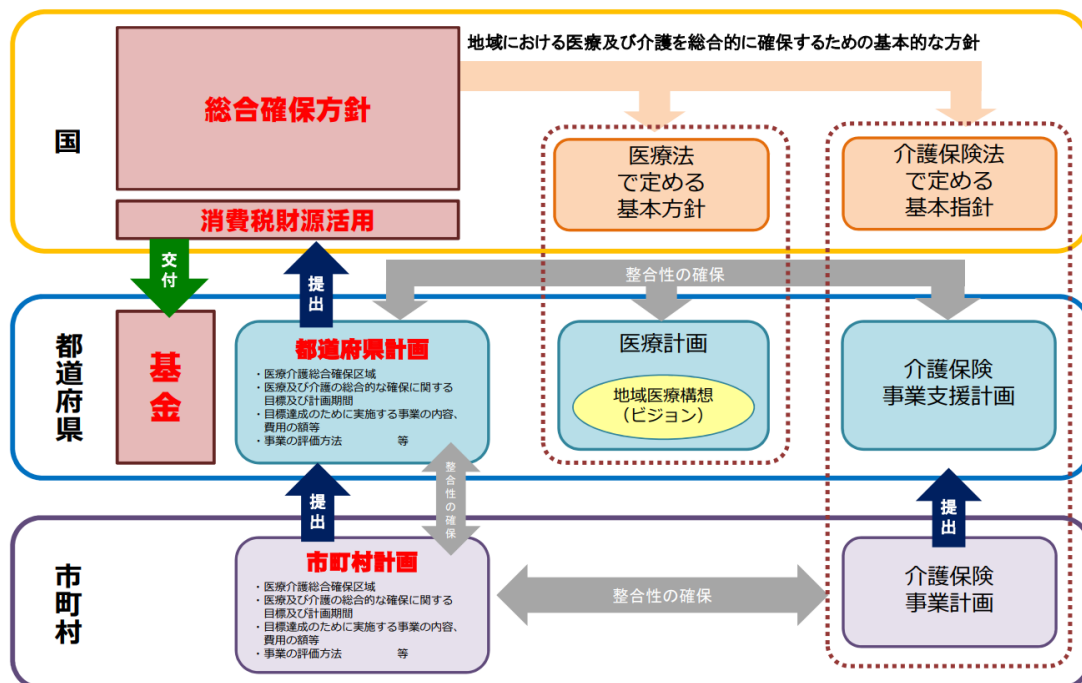 地域における医療及び介護を総合的に確保するための基本的な方針
国
総合確保方針
消費税財源活用
医療法
で定める
基本方針
介護保険法
で定める
基本指針
交付
提出
整合性の確保
都道府県
基金
都道府県計画
・医療介護総合確保区域
・医療及び介護の総合的な確保に関する
目標及び計画期間
・目標達成のために実施する事業の内容、
費用の額等
・事業の評価方法 等
医療計画
地域医療構想
(ビジョン)
介護保険
事業支援計画
提出
整合性の確保
提出
市町村
市町村計画
・医療介護総合確保区域
・医療及び介護の総合的な確保に関する
目標及び計画期間
・目標達成のために実施する事業の内容、
費用の額等
・事業の評価方法 等
整合性の確保
介護保険
事業計画